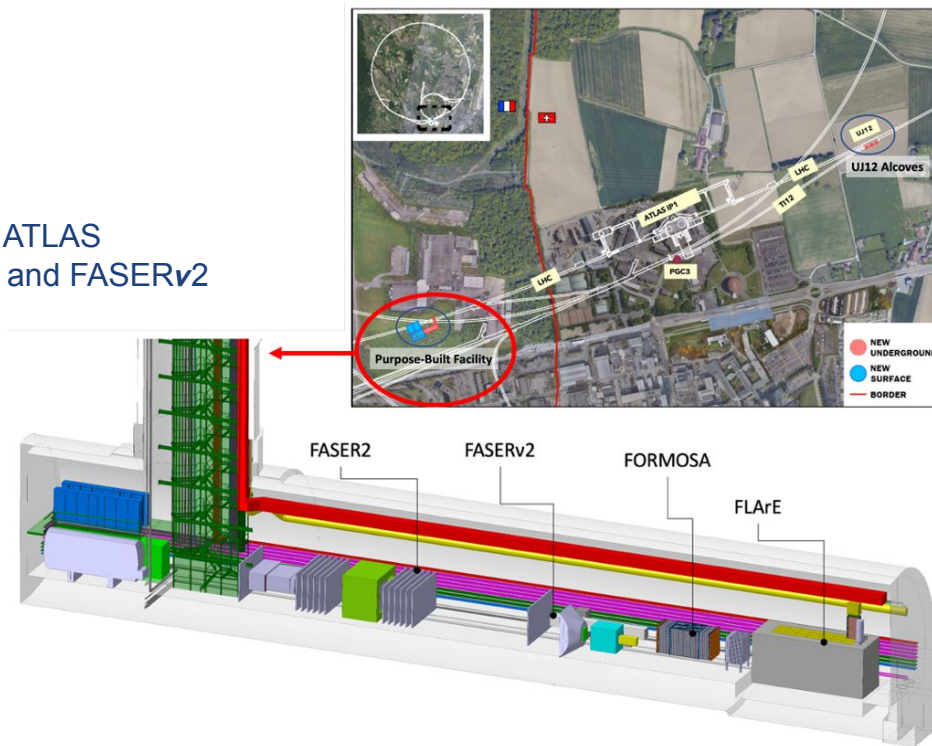 ATLAS
and FASERν2
UJ12
UJ12 Alcoves
LHC
TI12
ATLAS IP1
PGC3
LHC
Purpose-Built Facility
NEW
UNDERGROUND
NEW
SURFACE
BORDER
FASER2
FASERν2
FORMOSA
FLArE